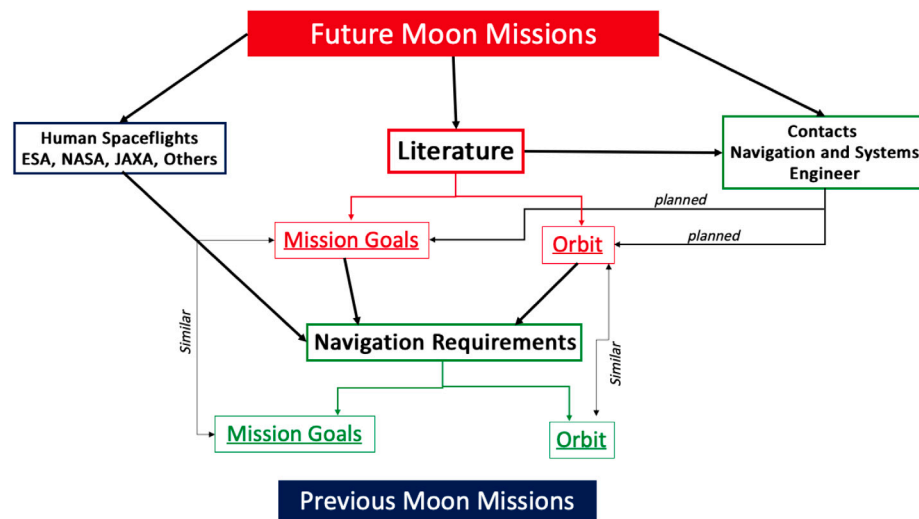 Future Moon Missions
Human Spaceflights
ESA, NASA, JAXA, Others
Literature
Contacts
Navigation and Systems
Engineer
planned
Mission Goals
planned
Orbit
Similar
Navigation Requirements
Similar
Mission Goals
Orbit
Previous Moon Missions